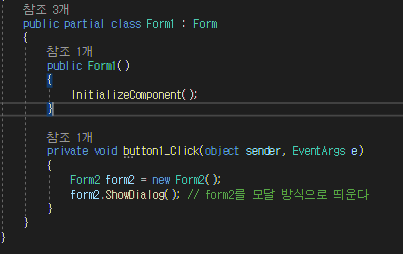 참조 3개
public partial class Form1 : Form
{
참조 1개
public Form1()
{
InitializeComponent();
}
참조 1개
private void button1_Click(object sender, EventArgs e)
{
Form2 form2 = new Form2();
form2.ShowDialog(); // form2를 모달 방식으로 띄운다
}
}
}